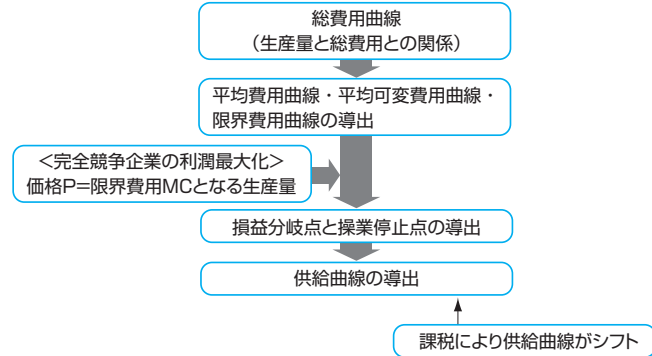 総費用曲線
（生産量と総費用との関係）
平均費用曲線・平均可変費用曲線・
限界費用曲線の導出
＜完全競争企業の利潤最大化＞
価格P=限界費用MCとなる生産量
損益分岐点と操業停止点の導出
供給曲線の導出
課税により供給曲線がシフト